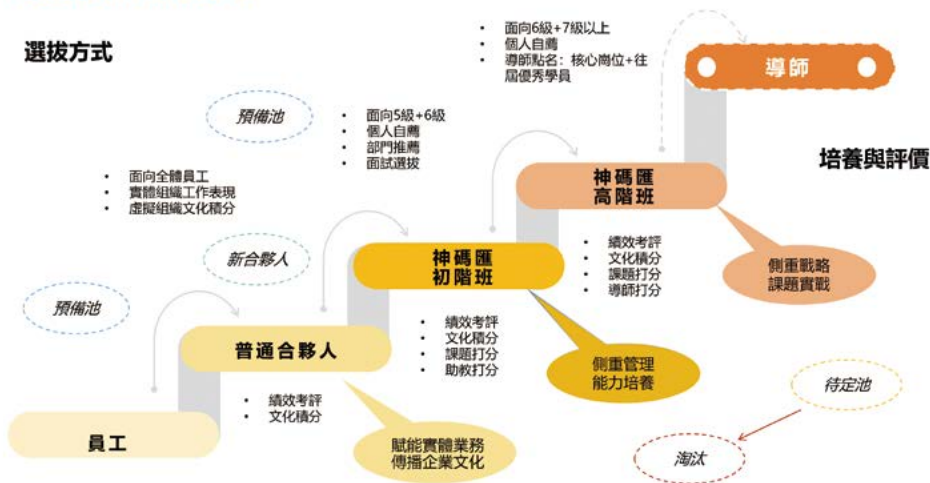 選拔方式
• 面向6級+7級以上
• 個人自薦
• 導師點名：核心崗位+往
屆優秀學員
導師
預備池
• 面向5級+6級
• 個人自薦
• 部門推薦
• 面試選拔
培養與評價
• 面向全體員工
• 實體組織工作表現
• 虛擬組織文化積分
神碼匯
高階班
新合夥人
神碼匯
初階班
• 績效考評
• 文化積分
• 課題打分
• 導師打分
側重戰略
課題實戰
預備池
普通合夥人
• 績效考評
• 文化積分
• 課題打分
• 助教打分
側重管理
能力培養
待定池
• 績效考評
• 文化積分
員工
賦能實體業務
傳播企業文化
淘汰